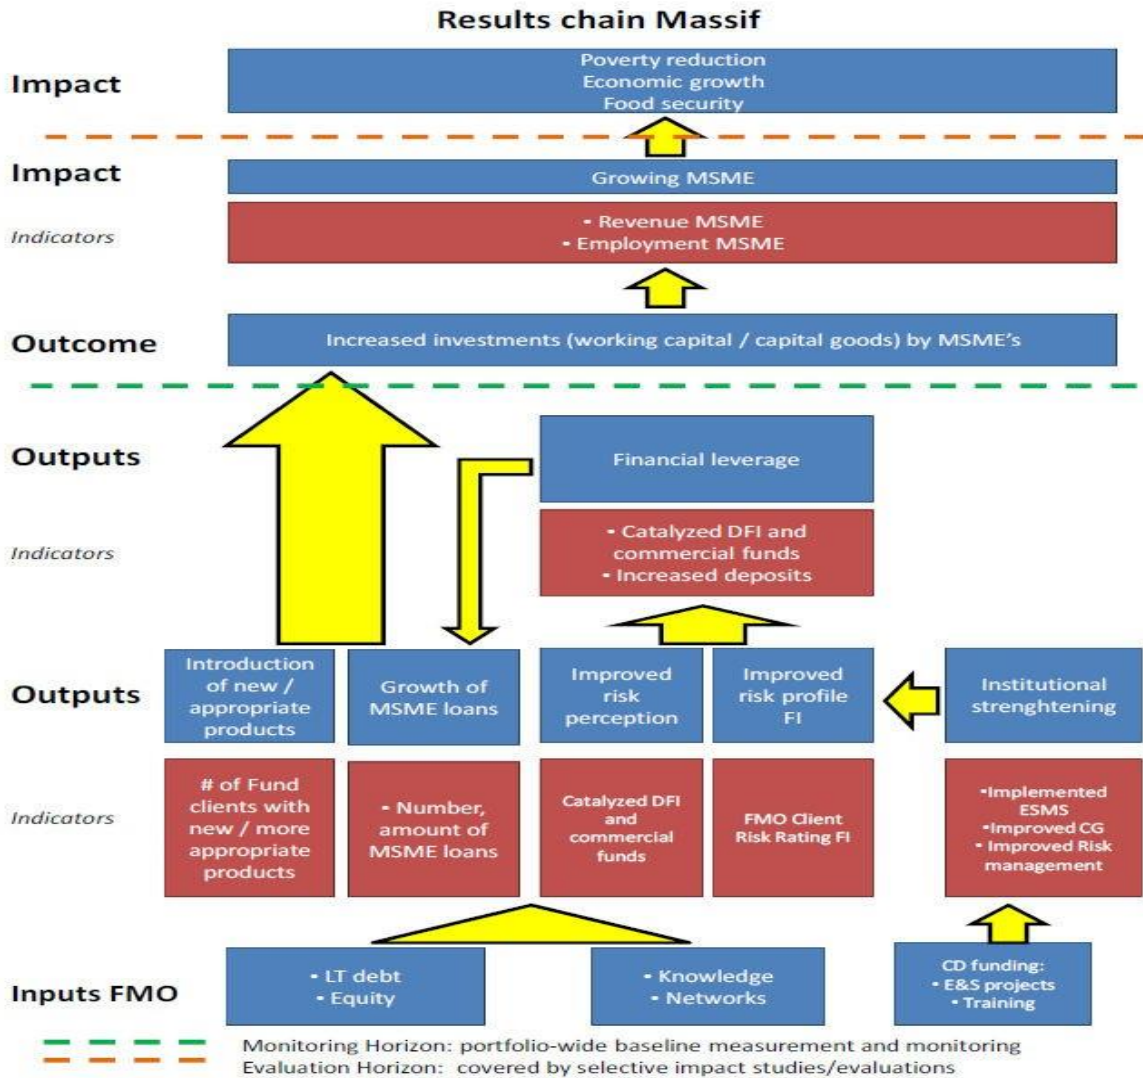 Results chain Massif
Impact
Poverty reduction
Economic growth
Food security
Impact
Growing MSME
Indicators
• Revenue MSME
• Employment MSME
Outcome
Increased investments (working capital / capital goods) by MSME's
Outputs
Financial leverage
Indicators
• Catalyzed DFI and
commercial funds
• Increased deposits
Outputs
Introduction
of new /
appropriate
products
Growth of
MSME loans
Improved
risk
perception
Improved
risk profile
FI
Institutional
strenghtening
Indicators
# of Fund
clients with
new / more
appropriate
products
• Number,
amount of
MSME loans
Catalyzed DFI
and
commercial
funds
FMO Client
Risk Rating FI
•Implemented
ESMS
•Improved CG
• Improved Risk
management
Inputs FMO
• LT debt
• Equity
• Knowledge
• Networks
CD funding:
• E&S projects
• Training
Monitoring Horizon: portfolio-wide baseline measurement and monitoring
Evaluation Horizon: covered by selective impact studies/evaluations